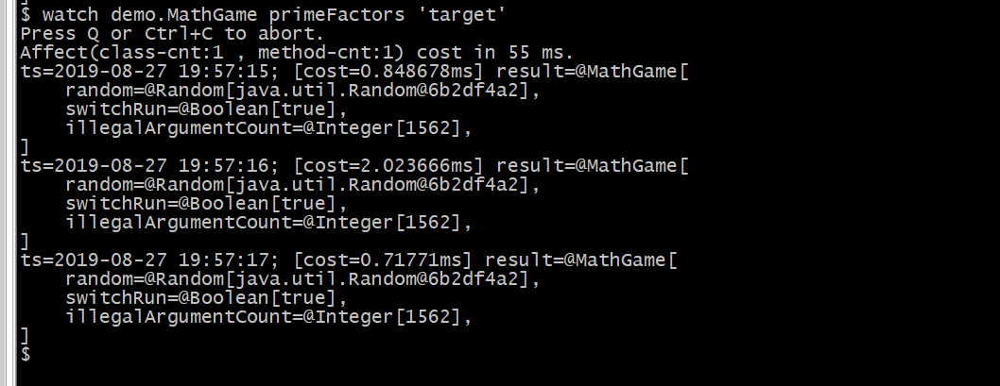 $ watch demo.MathGame primeFactors 'target'
Press Q or Ctrl+C to abort.
Affect(class-cnt:1 , method-cnt:1) cost in 55 ms.
ts=2019-08-27 19:57:15; [cost=0.848678ms] result=@MathGame[
    random=@Random[java.util.Random@6b2df4a2],
    switchRun=@Boolean[true],
    illegalArgumentCount=@Integer[1562],
]
ts=2019-08-27 19:57:16; [cost=2.023666ms] result=@MathGame[
    random=@Random[java.util.Random@6b2df4a2],
    switchRun=@Boolean[true],
    illegalArgumentCount=@Integer[1562],
]
ts=2019-08-27 19:57:17; [cost=0.71771ms] result=@MathGame[
    random=@Random[java.util.Random@6b2df4a2],
    switchRun=@Boolean[true],
    illegalArgumentCount=@Integer[1562],
]
$